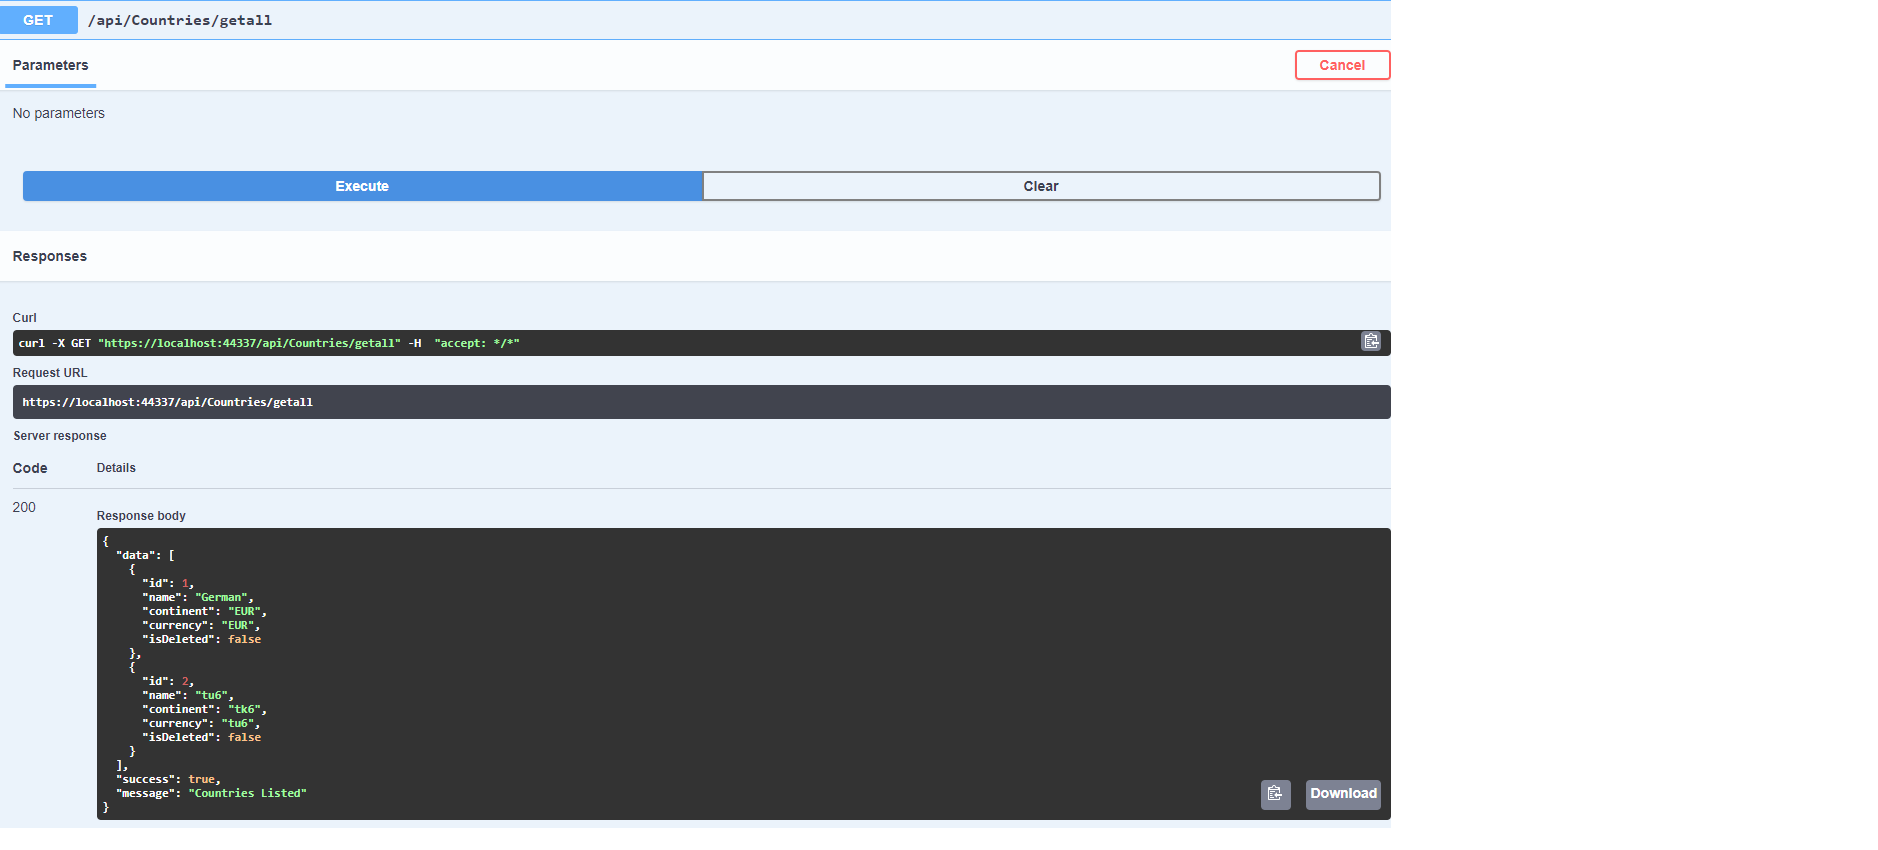 GET /api/Countries/getall
Parameters Cancel
No parameters
Execute Clear
Responses
Curl
curl -X GET "https://localhost:44337/api/Countries/getall" -H  "accept: */*"
Request URL
https://localhost:44337/api/Countries/getall
Server response
Code Details
200
Response body
{
  "data": [
    {
      "id": 1,
      "name": "German",
      "continent": "EUR",
      "currency": "EUR",
      "isDeleted": false
    },
    {
      "id": 2,
      "name": "tu6",
      "continent": "tk6",
      "currency": "tu6",
      "isDeleted": false
    }
  ],
  "success": true,
  "message": "Countries Listed"
}
Download